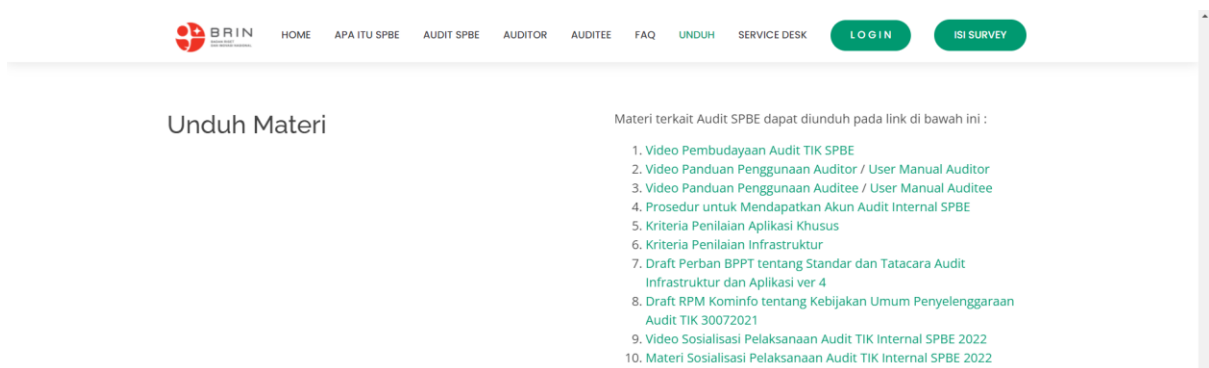 BRIN
HOME APA ITU SPBE AUDIT SPBE AUDITOR AUDITEE FAQ UNDUH SERVICE DESK LOGIN ISI SURVEY
Unduh Materi
Materi terkait Audit SPBE dapat diunduh pada link di bawah ini :
1. Video Pembudayaan Audit TIK SPBE
2. Video Panduan Penggunaan Auditor / User Manual Auditor
3. Video Panduan Penggunaan Auditee / User Manual Auditee
4. Prosedur untuk Mendapatkan Akun Audit Internal SPBE
5. Kriteria Penilaian Aplikasi Khusus
6. Kriteria Penilaian Infrastruktur
7. Draft Perban BPPT tentang Standar dan Tatacara Audit
Infrastruktur dan Aplikasi ver 4
8. Draft RPM Kominfo tentang Kebijakan Umum Penyelenggaraan
Audit TIK 30072021
9. Video Sosialisasi Pelaksanaan Audit TIK Internal SPBE 2022
10. Materi Sosialisasi Pelaksanaan Audit TIK Internal SPBE 2022